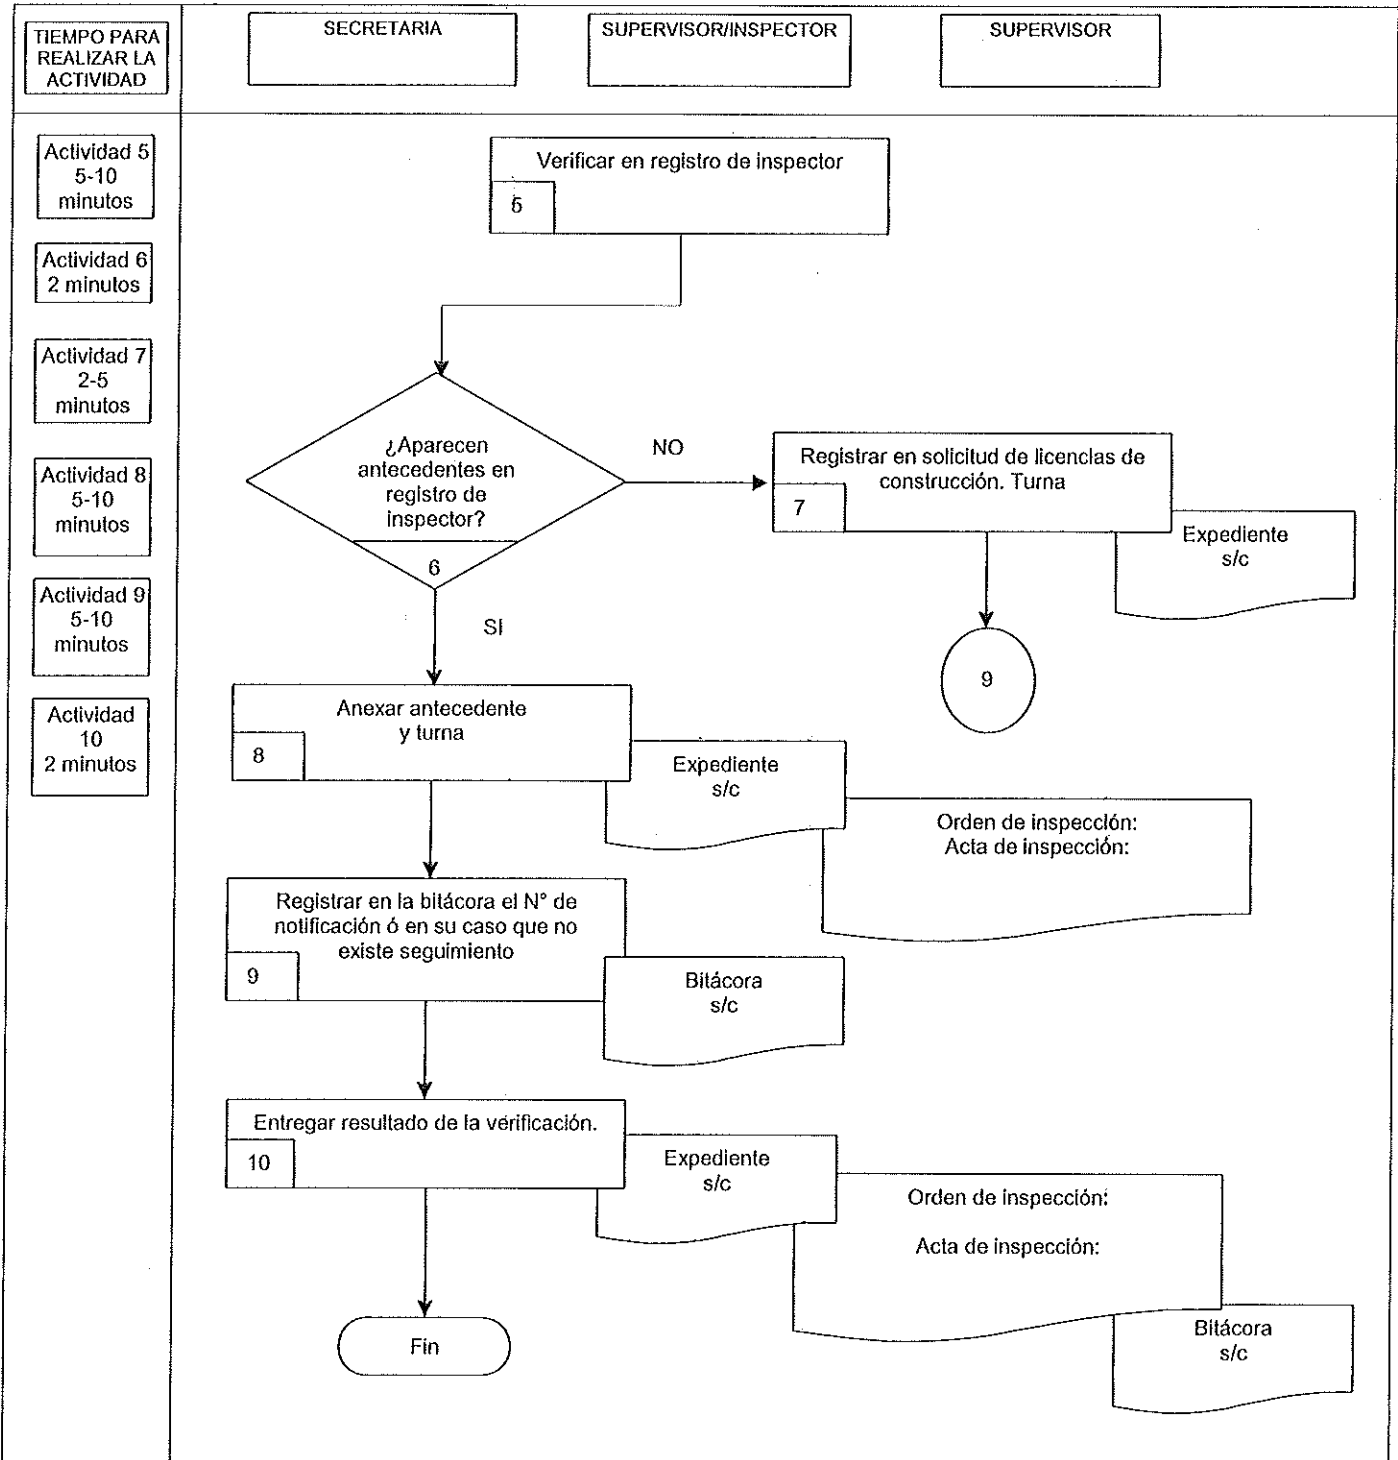 TIEMPO PARA
REALIZAR LA
ACTIVIDAD
SECRETARIA
SUPERVISOR/INSPECTOR
SUPERVISOR
Actividad 5
5-10
minutos
Actividad 6
2 minutos
Actividad 7
2-5
minutos
Actividad 8
5-10
minutos
Actividad 9
5-10
minutos
Actividad
10
2 minutos
Verificar en registro de inspector
5
¿Aparecen
antecedentes en
registro de
inspector?
6
NO
SI
Registrar en solicitud de licencias de
construcción. Turna
7
Expediente
s/c
9
Anexar antecedente
y turna
8
Expediente
s/c
Orden de inspección:
Acta de inspección:
Registrar en la bitácora el N° de
notificación ó en su caso que no
existe seguimiento
9
Bitácora
s/c
Entregar resultado de la verificación.
10
Expediente
s/c
Orden de inspección:
Acta de inspección:
Bitácora
s/c
Fin